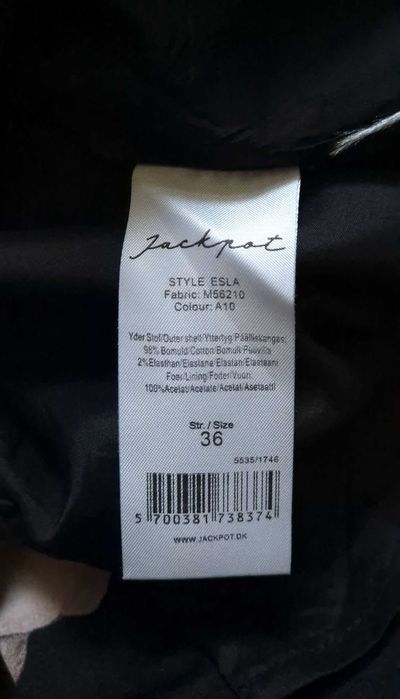 Jackpot
STYLE ESLA
Fabric: M56210
Colour: A10
Yder Stof/Outer shell/Yttertyg/Päällikangas:
98% Bomuld/Cotton/Bomull/Puuvilla
2%Elasthan/Elastane/Elastan/Elastaani
Foer/Lining/Foder/Vuori:
100%Acetat/Acetate/Acetat/Asetaatti
Str. / Size
36
5535/1746
5 700381 738374
WWW.JACKPOT.DK